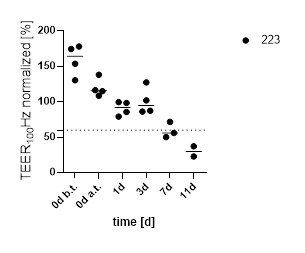 200
150
100
50
0
TEER100Hz normalized [%]
0d b.t.
0d a.t.
1d
3d
7d
11d
time [d]
223